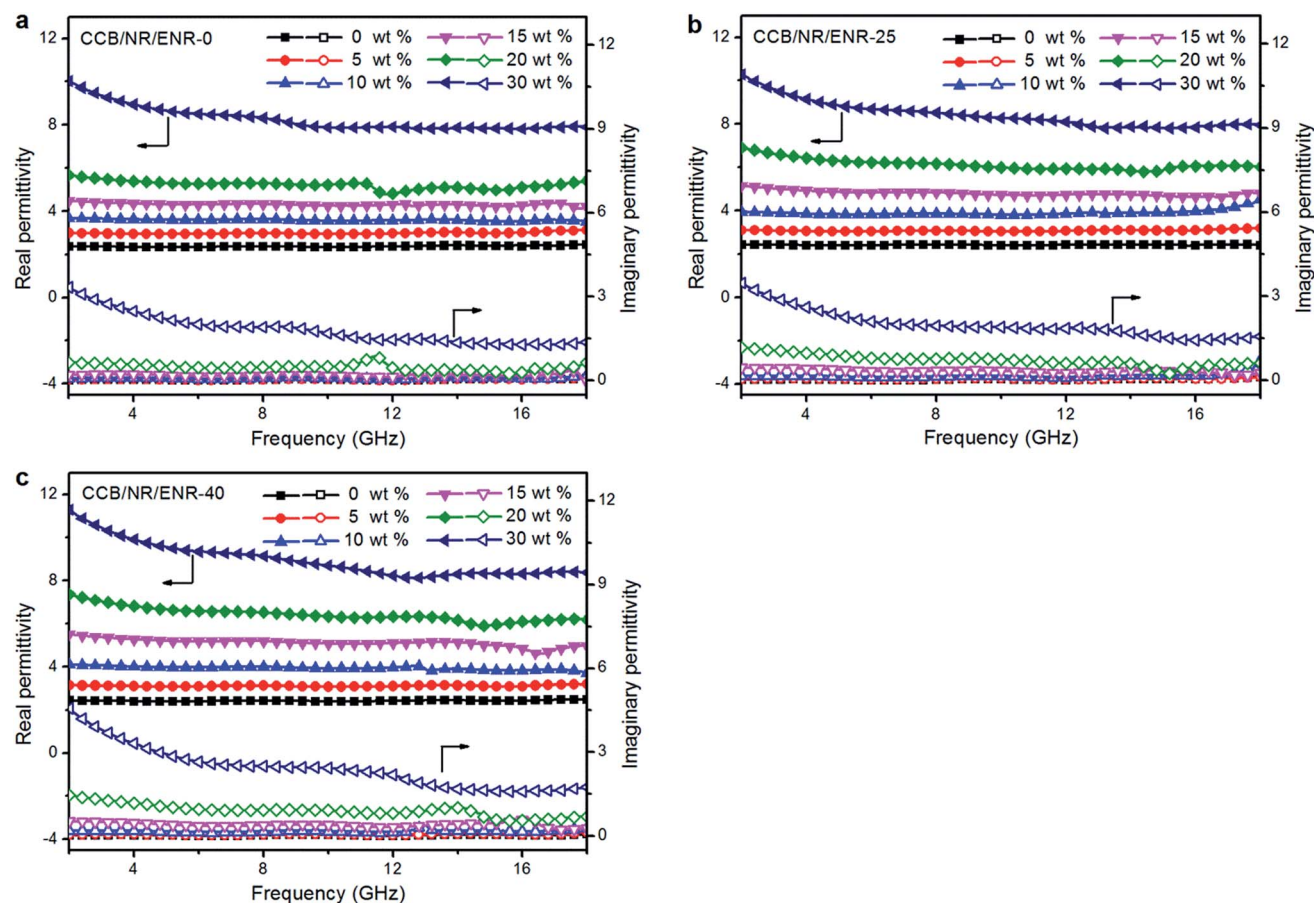 a
CCB/NR/ENR-0
0 wt %
5 wt %
10 wt %
15 wt %
20 wt %
30 wt %
12
8
4
0
-4
Real permittivity
12
9
6
3
0
Imaginary permittivity
4 8 12 16
Frequency (GHz)
b
CCB/NR/ENR-25
0 wt %
5 wt %
10 wt %
15 wt %
20 wt %
30 wt %
12
8
4
0
-4
Real permittivity
12
9
6
3
0
Imaginary permittivity
4 8 12 16
Frequency (GHz)
c
CCB/NR/ENR-40
0 wt %
5 wt %
10 wt %
15 wt %
20 wt %
30 wt %
12
8
4
0
-4
Real permittivity
12
9
6
3
0
Imaginary permittivity
4 8 12 16
Frequency (GHz)